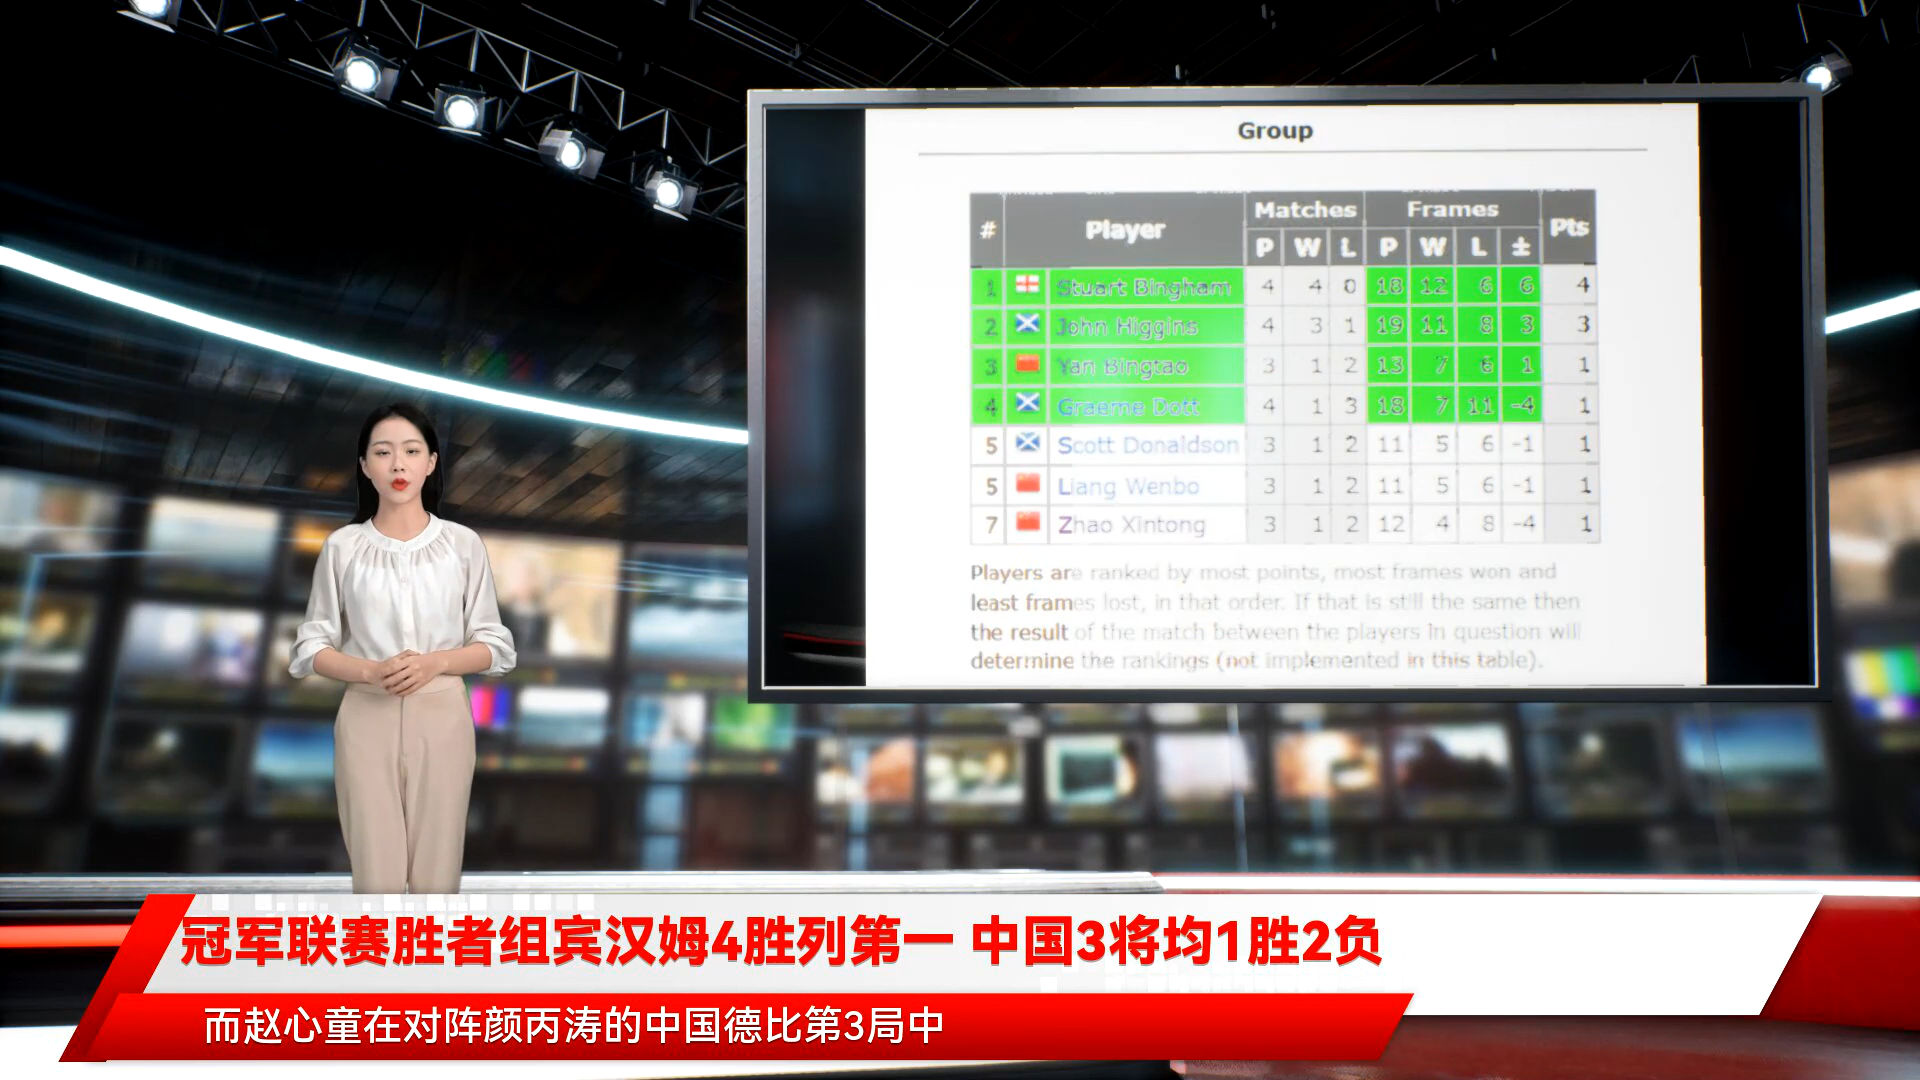 Group
# Player Matches Frames Pts
P W L P W L ±
1 Stuart Bingham 4 4 0 18 12 6 6 4
2 John Higgins 4 3 1 19 11 8 3 3
3 Yan Bingtao 3 1 2 13 7 6 1 1
4 Graeme Dott 4 1 3 18 7 11 -4 1
5 Scott Donaldson 3 1 2 11 5 6 -1 1
5 Liang Wenbo 3 1 2 11 5 6 -1 1
7 Zhao Xintong 3 1 2 12 4 8 -4 1
Players are ranked by most points, most frames won and
least frames lost, in that order. If that is still the same then
the result of the match between the players in question will
determine the rankings (not implemented in this table).
冠军联赛胜者组宾汉姆4胜列第一 中国3将均1胜2负
而赵心童在对阵颜丙涛的中国德比第3局中